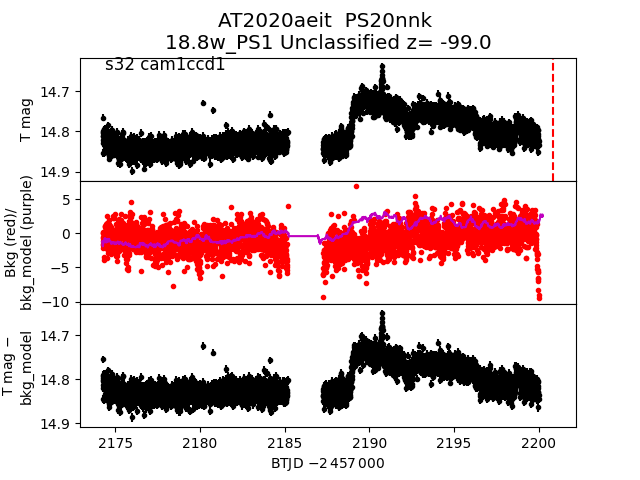 AT2020aeit PS20nnk
18.8w_PS1 Unclassified z= -99.0
s32 cam1ccd1
14.7
14.8
14.9
T mag
5
0
−5
−10
Bkg (red)/
bkg_model (purple)
14.7
14.8
14.9
T mag −
bkg_model
2175
2180
2185
2190
2195
2200
BTJD −2 457 000